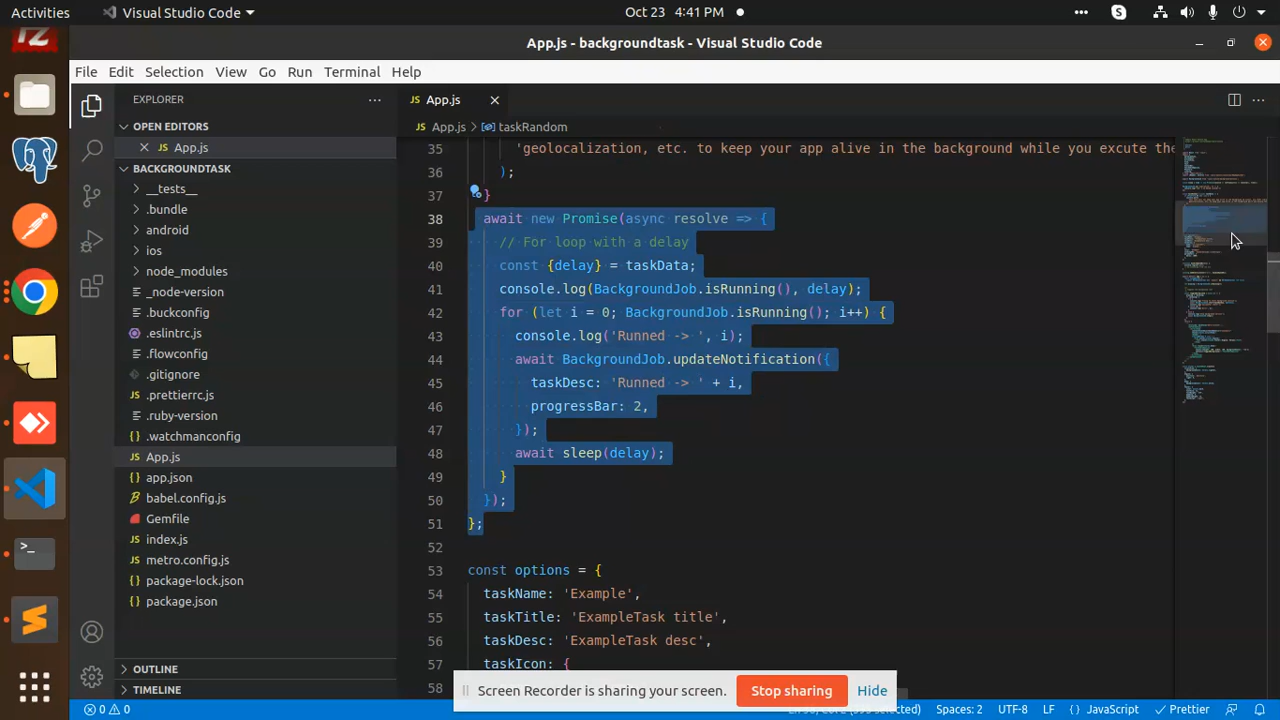 Activities
Visual Studio Code
Oct 23 4:41 PM
App.js - backgroundtask - Visual Studio Code
File Edit Selection View Go Run Terminal Help
EXPLORER
OPEN EDITORS
App.js
BACKGROUNDTASK
__tests__
.bundle
android
ios
node_modules
_node-version
.buckconfig
.eslintrc.js
.flowconfig
.gitignore
.prettierrc.js
.ruby-version
.watchmanconfig
App.js
app.json
babel.config.js
Gemfile
index.js
metro.config.js
package-lock.json
package.json
OUTLINE
TIMELINE
App.js
App.js > taskRandom
35 'geolocalization, etc. to keep your app alive in the background while you excute the
36 );
37 }
38 await new Promise(async resolve => {
39 // For loop with a delay
40 const {delay} = taskData;
41 console.log(BackgroundJob.isRunning(), delay);
42 for (let i = 0; BackgroundJob.isRunning(); i++) {
43 console.log('Runned -> ', i);
44 await BackgroundJob.updateNotification({
45 taskDesc: 'Runned -> ' + i,
46 progressBar: 2,
47 });
48 await sleep(delay);
49 }
50 });
51 };
52
53 const options = {
54 taskName: 'Example',
55 taskTitle: 'ExampleTask title',
56 taskDesc: 'ExampleTask desc',
57 taskIcon: {
58
Screen Recorder is sharing your screen. Stop sharing Hide
0 0 selected) Spaces: 2 UTF-8 LF {} JavaScript Prettier